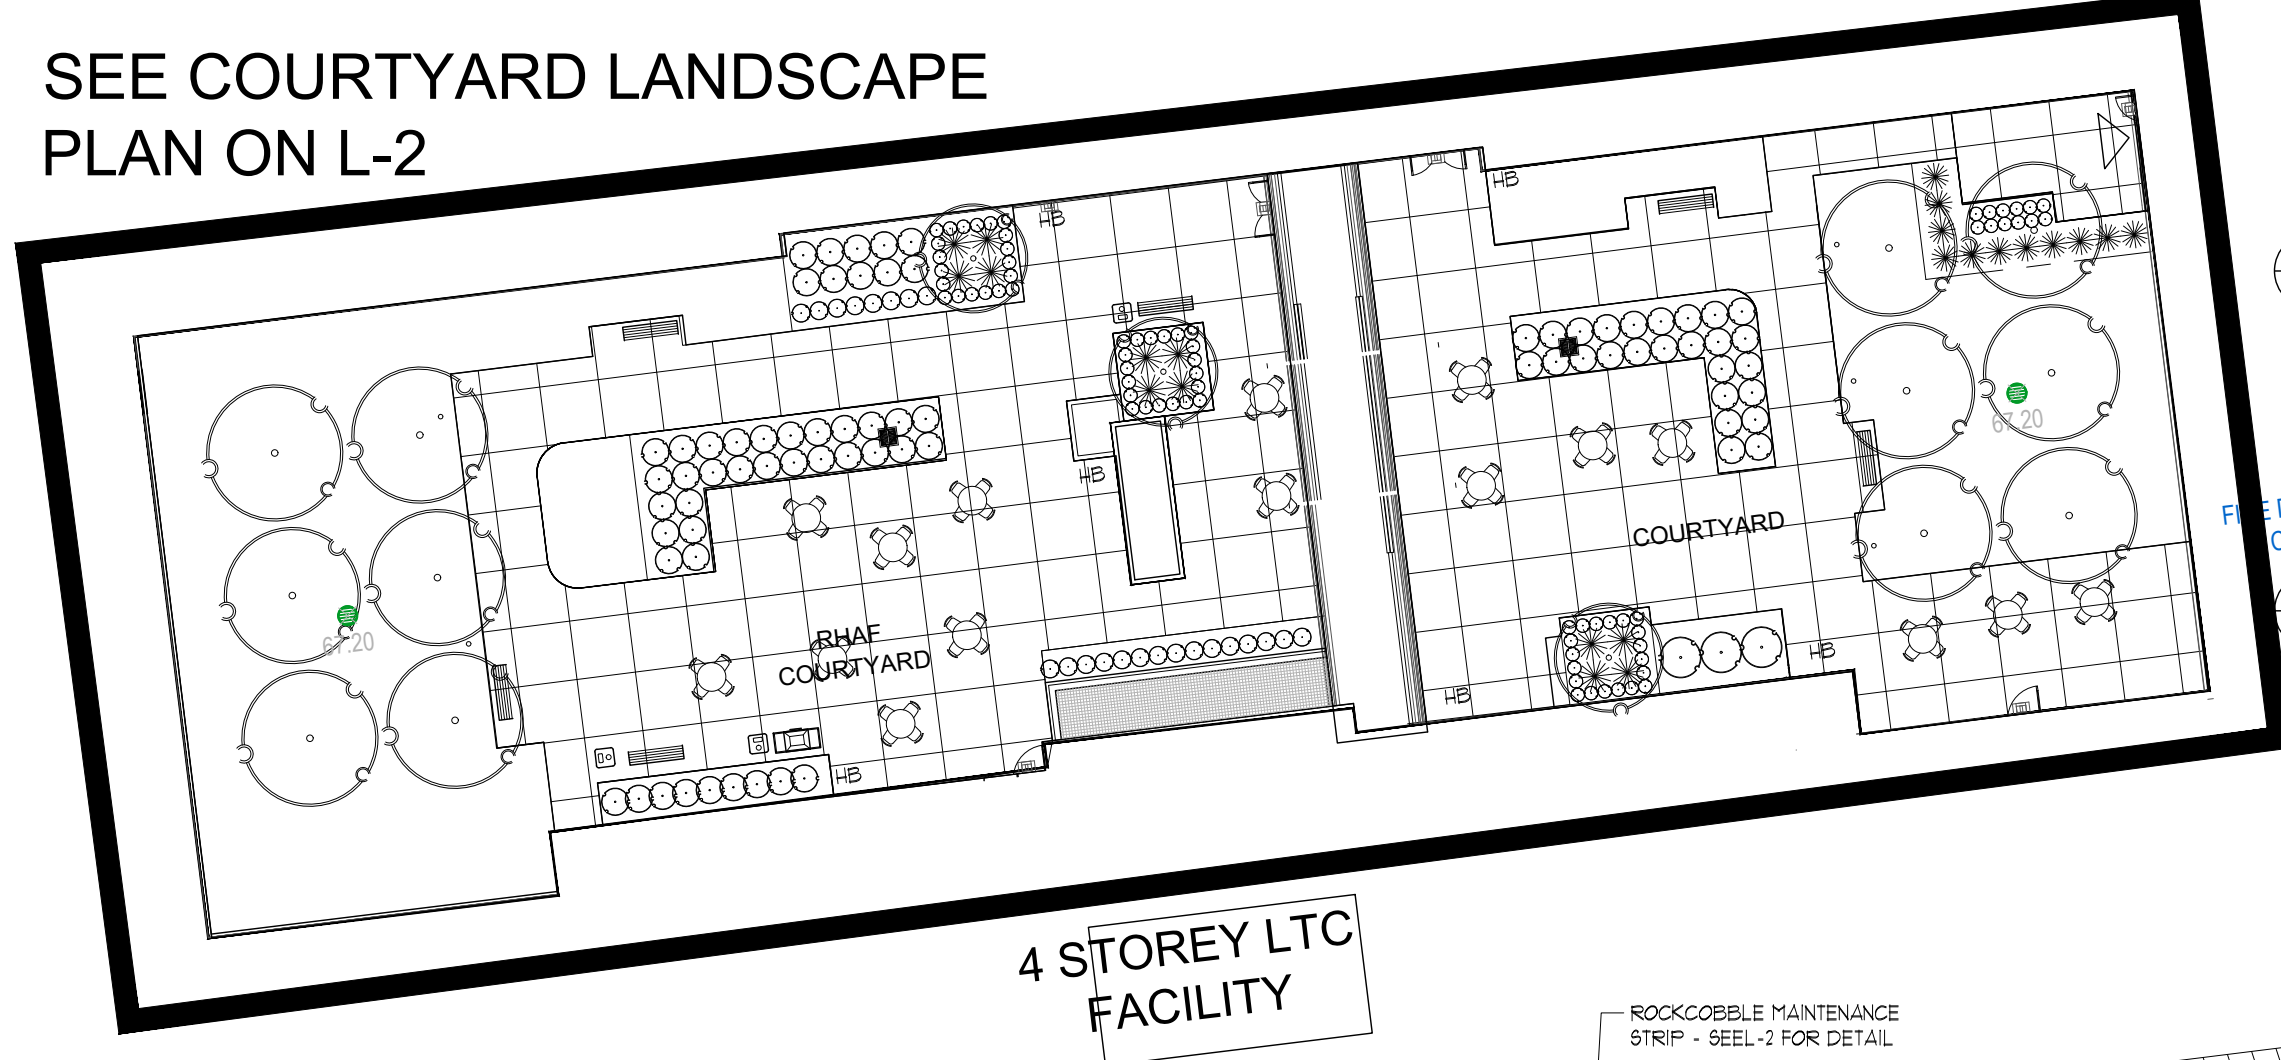 SEE COURTYARD LANDSCAPE
PLAN ON L-2
HB
HB
HB
67.20
COURTYARD
67.20
RHAF
COURTYARD
HB
HB
HB
4 STOREY LTC
FACILITY
ROCKCOBBLE MAINTENANCE
STRIP - SEEL-2 FOR DETAIL